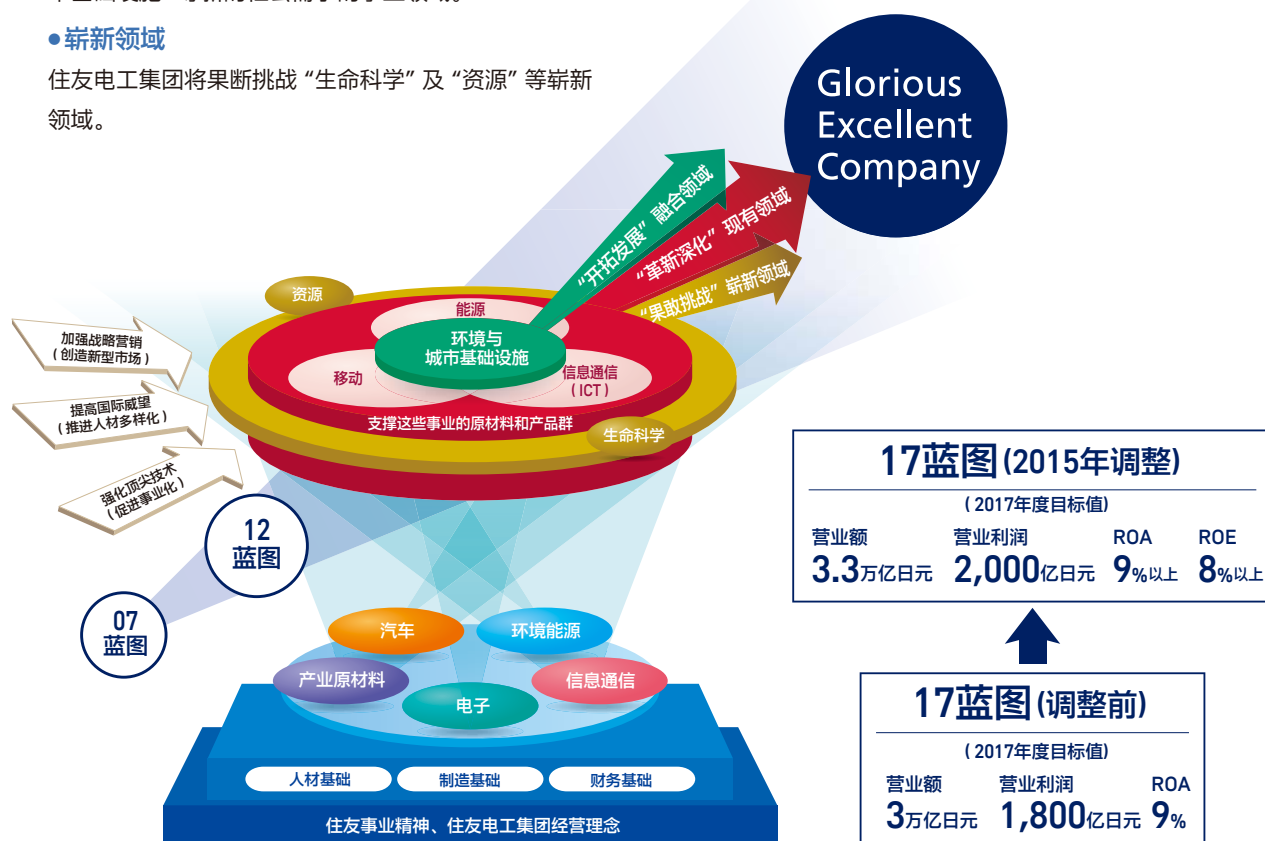 •崭新领域
住友电工集团将果断挑战 “生命科学” 及 “资源” 等崭新
领域。
Glorious
Excellent
Company
“开拓发展” 融合领域
“革新深化” 现有领域
“果敢挑战” 崭新领域
资源
能源
环境与
城市基础设施
移动
信息通信
(ICT)
支撑这些事业的原材料和产品群
生命科学
加强战略营销
(创造新型市场)
提高国际威望
(推进人材多样化)
强化顶尖技术
(促进事业化)
12
蓝图
07
蓝图
汽车
环境能源
产业原材料
信息通信
电子
人材基础
制造基础
财务基础
住友事业精神、住友电工集团经营理念
17蓝图(2015年调整)
(2017年度目标值)
营业额 营业利润 ROA ROE
3.3万亿日元 2,000亿日元 9%以上 8%以上
17蓝图(调整前)
(2017年度目标值)
营业额 营业利润 ROA
3万亿日元 1,800亿日元 9%